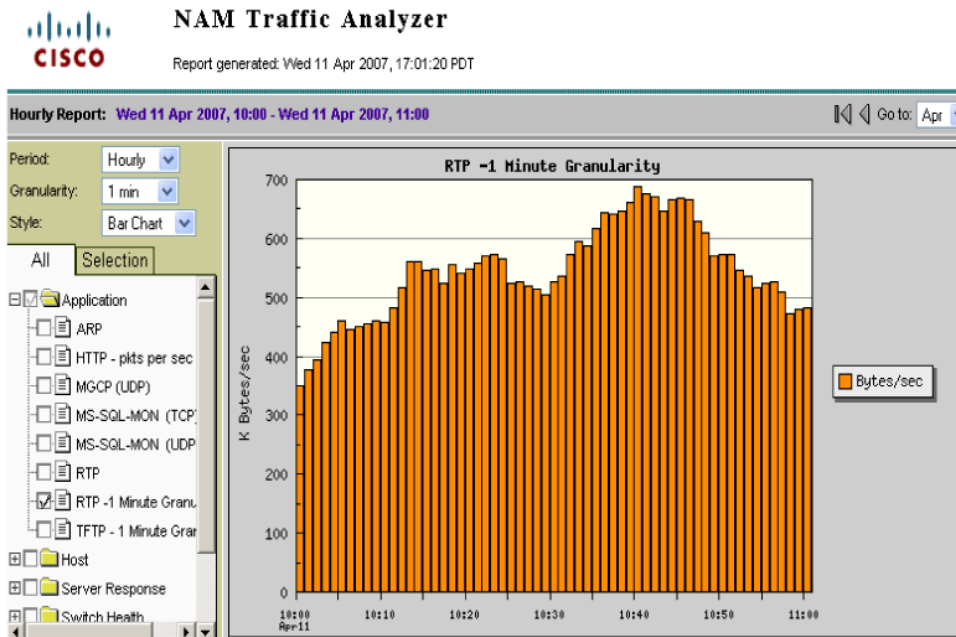 CISCO
NAM Traffic Analyzer
Report generated: Wed 11 Apr 2007, 17:01:20 PDT
Hourly Report: Wed 11 Apr 2007, 10:00 - Wed 11 Apr 2007, 11:00
Go to: Apr
Period: Hourly
Granularity: 1 min
Style: Bar Chart
All Selection
Application
ARP
HTTP - pkts per sec
MGCP (UDP)
MS-SQL-MON (TCP)
MS-SQL-MON (UDP
RTP
RTP -1 Minute Granu
TFTP - 1 Minute Gran
Host
Server Response
Switch Health
RTP -1 Minute Granularity
700
600
500
400
300
200
100
0
K Bytes/sec
10:00 10:10 10:20 10:30 10:40 10:50 11:00
Apr11
Bytes/sec